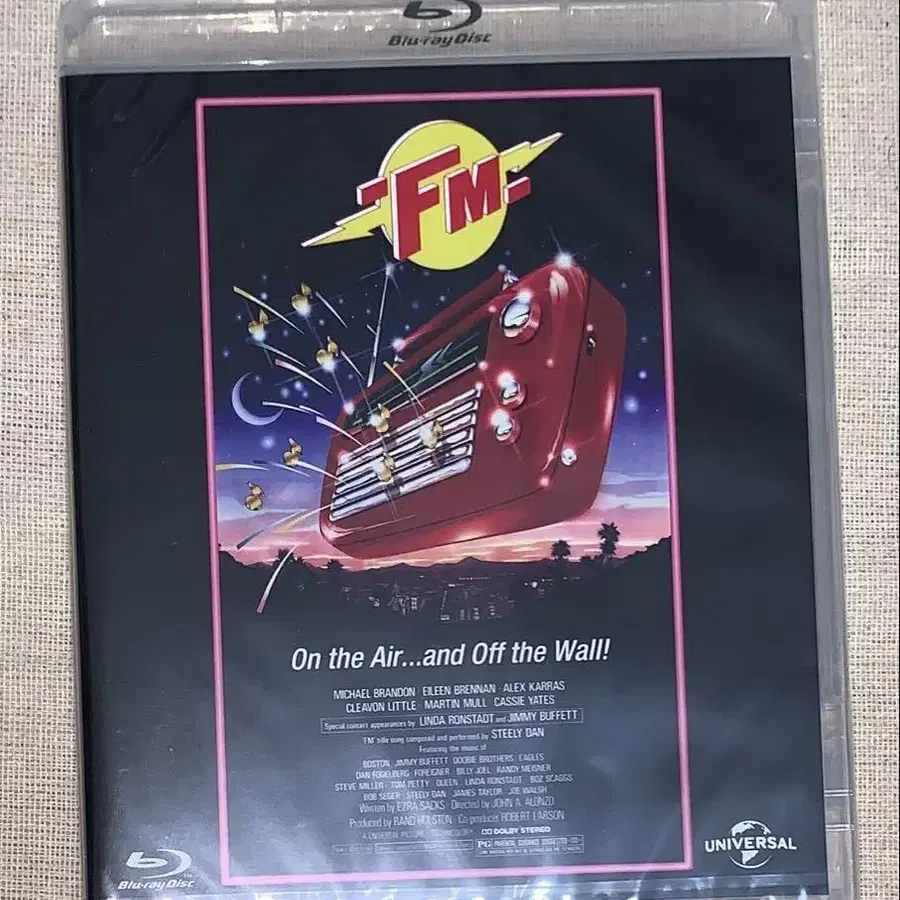 Blu-ray Disc
FM
On the Air...and Off the Wall!
MICHAEL BRANDON · EILEEN BRENNAN · ALEX KARRAS
CLEAVON LITTLE · MARTIN MULL · CASSIE YATES
Special concert appearances by LINDA RONSTADT and JIMMY BUFFETT
"FM" title song composed and performed by STEELY DAN
Featuring the music of
BOSTON · JIMMY BUFFETT · DOOBIE BROTHERS · EAGLES
DAN FOGELBERG · FOREIGNER · BILLY JOEL · RANDY MEISNER
STEVE MILLER · TOM PETTY · QUEEN · LINDA RONSTADT · BOZ SCAGGS
BOB SEGER · STEELY DAN · JAMES TAYLOR · JOE WALSH
Written by EZRA SACKS · Directed by JOHN A. ALONZO
Produced by RAND HOLSTON · Co-producer ROBERT LARSON
A UNIVERSAL PICTURE · TECHNICOLOR® DOLBY STEREO
PG PARENTAL GUIDANCE SUGGESTED
UNIVERSAL
Blu-ray Disc